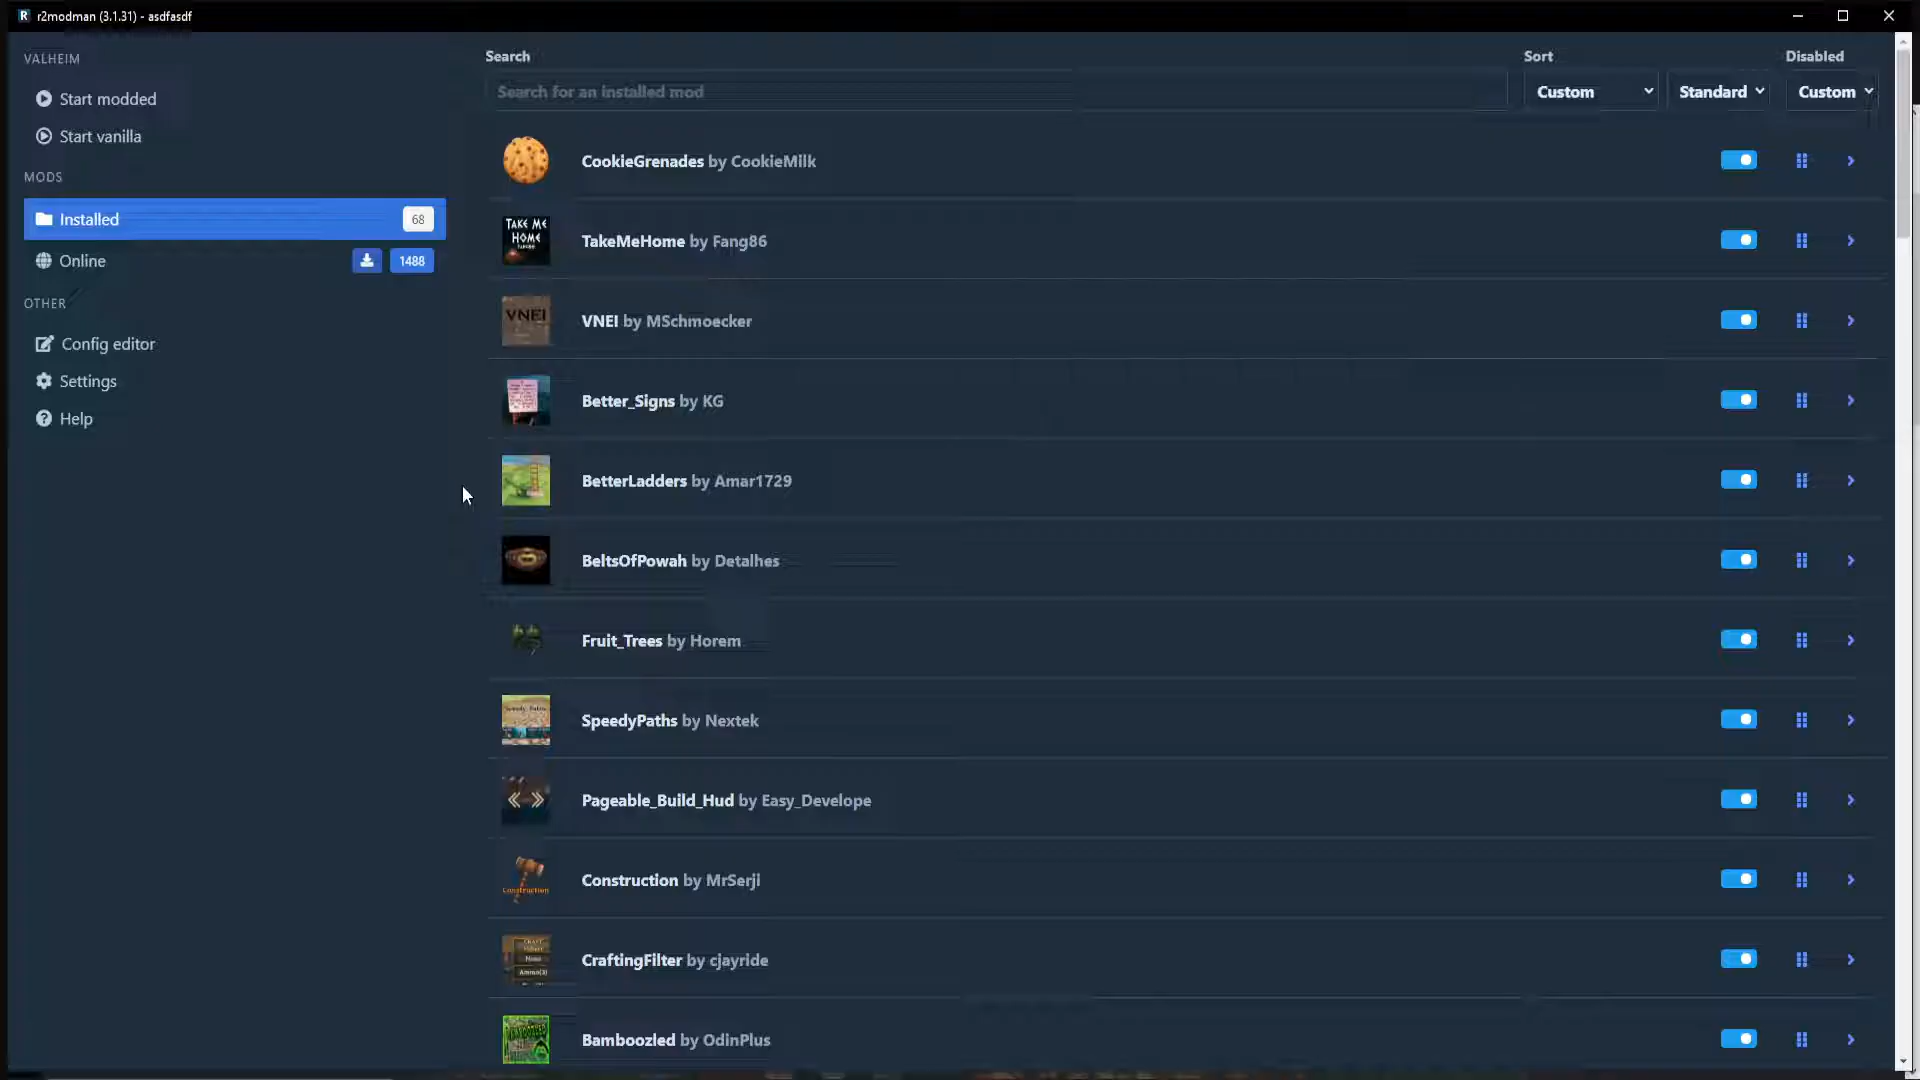 r2modman (3.1.31) - asdfasdf
VALHEIM
Start modded
Start vanilla
MODS
Installed 68
Online 1488
OTHER
Config editor
Settings
Help
Search
Search for an installed mod
Sort
Custom
Standard
Disabled
Custom
CookieGrenades by CookieMilk
TAKE ME
HOME
TakeMeHome by Fang86
VNEI
VNEI by MSchmoecker
Better_Signs by KG
BetterLadders by Amar1729
BeltsOfPowah by Detalhes
Fruit_Trees by Horem
Speedy Paths
SpeedyPaths by Nextek
Pageable_Build_Hud by Easy_Develope
Construction
Construction by MrSerji
CraftingFilter by cjayride
Bamboozled by OdinPlus